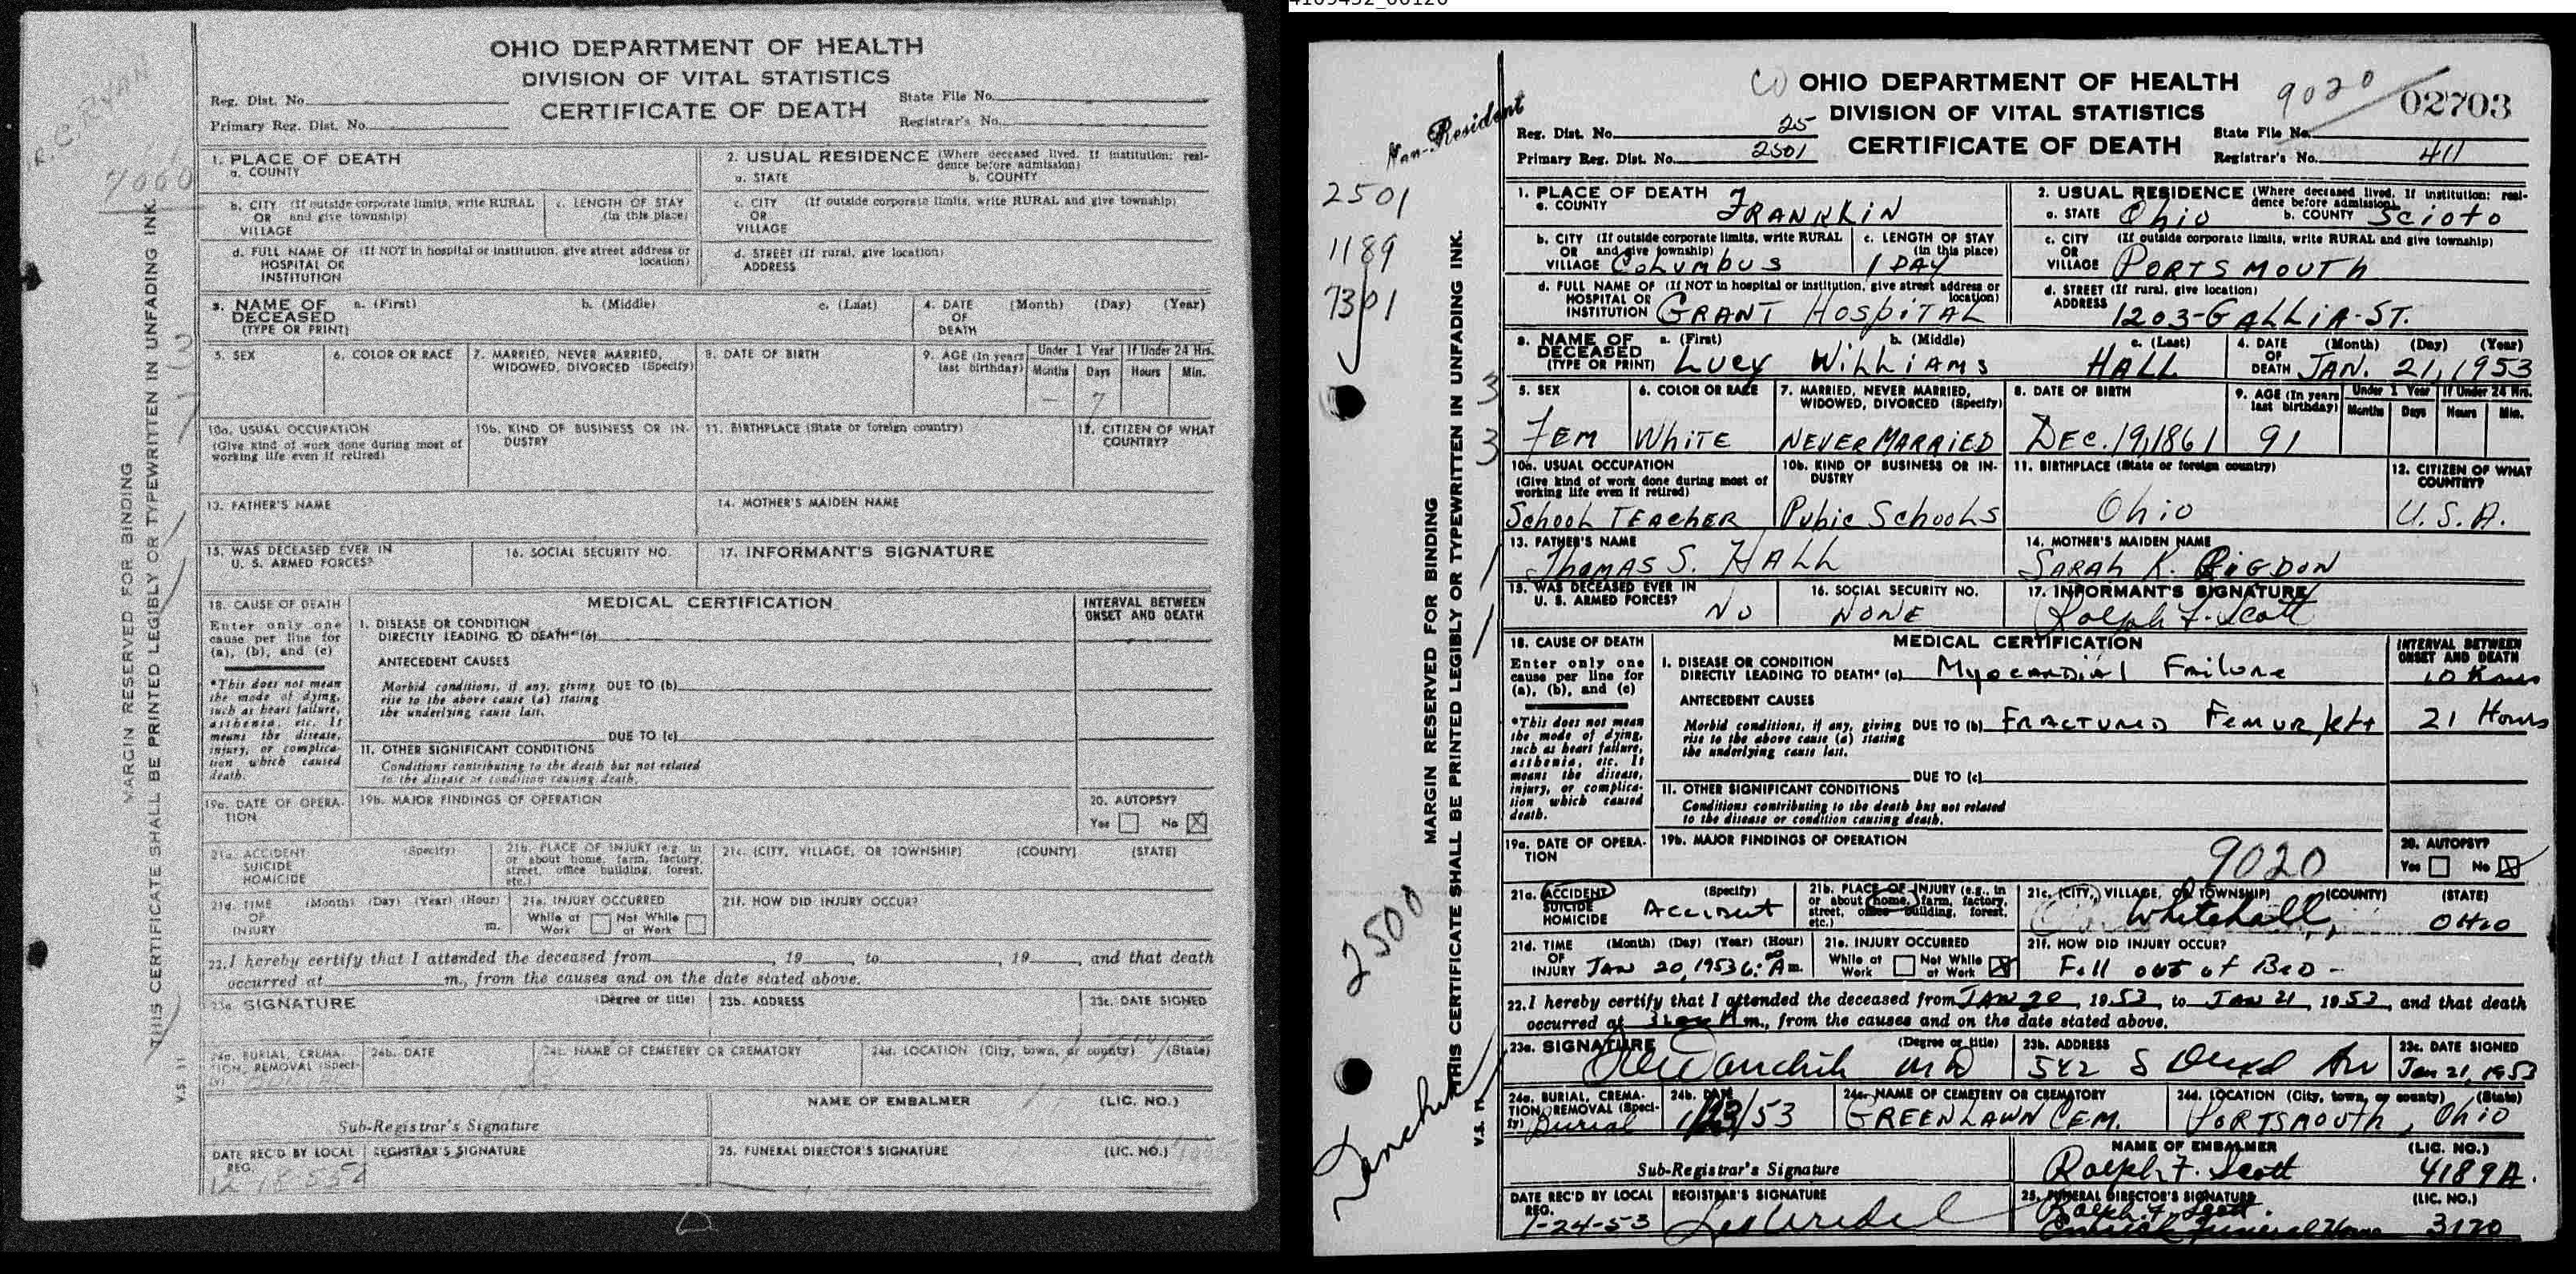 OHIO DEPARTMENT OF HEALTH
DIVISION OF VITAL STATISTICS
CERTIFICATE OF DEATH
Reg. Dist. No.
Primary Reg. Dist. No.
State File No.
Registrar's No.
R. C. RYAN
7060
MARGIN RESERVED FOR BINDING
THIS CERTIFICATE SHALL BE PRINTED LEGIBLY OR TYPEWRITTEN IN UNFADING INK.
1. PLACE OF DEATH
a. COUNTY
2. USUAL RESIDENCE (Where deceased lived. If institution: residence before admission)
a. STATE b. COUNTY
b. CITY (If outside corporate limits, write RURAL
OR and give township)
VILLAGE
c. LENGTH OF STAY
(in this place)
c. CITY (If outside corporate limits, write RURAL and give township)
OR
VILLAGE
d. FULL NAME OF (If NOT in hospital or institution, give street address or
HOSPITAL OR location)
INSTITUTION
d. STREET (If rural, give location)
ADDRESS
3. NAME OF a. (First) b. (Middle) c. (Last)
DECEASED
(TYPE OR PRINT)
4. DATE (Month) (Day) (Year)
OF
DEATH
5. SEX
6. COLOR OR RACE
7. MARRIED, NEVER MARRIED,
WIDOWED, DIVORCED (Specify)
8. DATE OF BIRTH
9. AGE (In years
last birthday)
Under 1 Year If Under 24 Hrs.
Months Days Hours Min.
7
10a. USUAL OCCUPATION
(Give kind of work done during most of
working life even if retired)
10b. KIND OF BUSINESS OR IN-
DUSTRY
11. BIRTHPLACE (State or foreign country)
12. CITIZEN OF WHAT
COUNTRY?
13. FATHER'S NAME
14. MOTHER'S MAIDEN NAME
15. WAS DECEASED EVER IN
U. S. ARMED FORCES?
16. SOCIAL SECURITY NO.
17. INFORMANT'S SIGNATURE
18. CAUSE OF DEATH
Enter only one
cause per line for
(a), (b), and (c)
*This does not mean
the mode of dying,
such as heart failure,
asthenia, etc. It
means the disease,
injury, or complica-
tion which caused
death.
MEDICAL CERTIFICATION
INTERVAL BETWEEN
ONSET AND DEATH
I. DISEASE OR CONDITION
DIRECTLY LEADING TO DEATH* (a)
ANTECEDENT CAUSES
Morbid conditions, if any, giving DUE TO (b)
rise to the above cause (a) stating
the underlying cause last.
DUE TO (c)
II. OTHER SIGNIFICANT CONDITIONS
Conditions contributing to the death but not related
to the disease or condition causing death.
19a. DATE OF OPERA-
TION
19b. MAJOR FINDINGS OF OPERATION
20. AUTOPSY?
Yes No
21a. ACCIDENT (Specify)
SUICIDE
HOMICIDE
21b. PLACE OF INJURY (e.g., in
or about home, farm, factory,
street, office building, forest,
etc.)
21c. (CITY, VILLAGE, OR TOWNSHIP) (COUNTY) (STATE)
21d. TIME (Month) (Day) (Year) (Hour)
OF
INJURY m.
21e. INJURY OCCURRED
While at Not While
Work at Work
21f. HOW DID INJURY OCCUR?
22. I hereby certify that I attended the deceased from , 19 , to , 19 , and that death
occurred at m., from the causes and on the date stated above.
23a. SIGNATURE (Degree or title)
23b. ADDRESS
23c. DATE SIGNED
24a. BURIAL, CREMA-
TION, REMOVAL (Speci-
fy)
24b. DATE
24c. NAME OF CEMETERY OR CREMATORY
24d. LOCATION (City, town, or county) (State)
Sub-Registrar's Signature
NAME OF EMBALMER (LIC. NO.)
DATE REC'D BY LOCAL
REG.
REGISTRAR'S SIGNATURE
25. FUNERAL DIRECTOR'S SIGNATURE (LIC. NO.)
V.S. 11
OHIO DEPARTMENT OF HEALTH
DIVISION OF VITAL STATISTICS
CERTIFICATE OF DEATH
9020
02703
Non-Resident
Reg. Dist. No. 25
Primary Reg. Dist. No. 2501
State File No.
Registrar's No. 411
2501
1189
7301
3
3
2500
MARGIN RESERVED FOR BINDING
THIS CERTIFICATE SHALL BE PRINTED LEGIBLY OR TYPEWRITTEN IN UNFADING INK.
1. PLACE OF DEATH
a. COUNTY FRANKLIN
2. USUAL RESIDENCE (Where deceased lived. If institution: residence before admission)
a. STATE Ohio b. COUNTY Scioto
b. CITY (If outside corporate limits, write RURAL
OR and give township)
VILLAGE COLUMBUS
c. LENGTH OF STAY
(in this place)
1 DAY
c. CITY (If outside corporate limits, write RURAL and give township)
OR
VILLAGE PORTSMOUTH
d. FULL NAME OF (If NOT in hospital or institution, give street address or
HOSPITAL OR location)
INSTITUTION GRANT HOSPITAL
d. STREET (If rural, give location)
ADDRESS 1203-GALLIA-ST.
3. NAME OF a. (First) b. (Middle) c. (Last)
DECEASED
(TYPE OR PRINT) LUCY WILLIAMS HALL
4. DATE (Month) (Day) (Year)
OF
DEATH JAN. 21, 1953
5. SEX
FEM
6. COLOR OR RACE
WHITE
7. MARRIED, NEVER MARRIED,
WIDOWED, DIVORCED (Specify)
NEVER MARRIED
8. DATE OF BIRTH
DEC. 19, 1861
9. AGE (In years
last birthday)
91
Under 1 Year If Under 24 Hrs.
Months Days Hours Min.
10a. USUAL OCCUPATION
(Give kind of work done during most of
working life even if retired)
School TEACHER
10b. KIND OF BUSINESS OR IN-
DUSTRY
Pubic SchooLS
11. BIRTHPLACE (State or foreign country)
Ohio
12. CITIZEN OF WHAT
COUNTRY?
U. S. A.
13. FATHER'S NAME
THOMAS S. HALL
14. MOTHER'S MAIDEN NAME
SARAH K. RIGDON
15. WAS DECEASED EVER IN
U. S. ARMED FORCES? NO
16. SOCIAL SECURITY NO.
NONE
17. INFORMANT'S SIGNATURE
Ralph F. Scott
18. CAUSE OF DEATH
Enter only one
cause per line for
(a), (b), and (c)
*This does not mean
the mode of dying,
such as heart failure,
asthenia, etc. It
means the disease,
injury, or complica-
tion which caused
death.
MEDICAL CERTIFICATION
INTERVAL BETWEEN
ONSET AND DEATH
I. DISEASE OR CONDITION
DIRECTLY LEADING TO DEATH* (a) Myocardial Failure 10 hours
ANTECEDENT CAUSES
Morbid conditions, if any, giving DUE TO (b) FRACTURED FEMUR, left 21 Hours
rise to the above cause (a) stating
the underlying cause last.
DUE TO (c)
II. OTHER SIGNIFICANT CONDITIONS
Conditions contributing to the death but not related
to the disease or condition causing death.
19a. DATE OF OPERA-
TION
19b. MAJOR FINDINGS OF OPERATION
9020
20. AUTOPSY?
Yes No
21a. ACCIDENT (Specify)
SUICIDE
HOMICIDE Accident
21b. PLACE OF INJURY (e.g., in
or about home, farm, factory,
street, office building, forest,
etc.)
21c. (CITY, VILLAGE, OR TOWNSHIP) (COUNTY) (STATE)
Whitehall, OHIO
21d. TIME (Month) (Day) (Year) (Hour)
OF
INJURY JAN 20, 1953 6:00 A m.
21e. INJURY OCCURRED
While at Not While
Work at Work
21f. HOW DID INJURY OCCUR?
Fell out of Bed -
22. I hereby certify that I attended the deceased from JAN 20, 1953, to JAN 21, 1953, and that death
occurred at A m., from the causes and on the date stated above.
23a. SIGNATURE (Degree or title)
MD
23b. ADDRESS
542 S Drexel Av
23c. DATE SIGNED
Jan 21, 1953
24a. BURIAL, CREMA-
TION, REMOVAL (Speci-
fy) Burial
24b. DATE
1/23/53
24c. NAME OF CEMETERY OR CREMATORY
GREENLAWN CEM.
24d. LOCATION (City, town, or county) (State)
PORTSMOUTH, Ohio
Sub-Registrar's Signature
NAME OF EMBALMER (LIC. NO.)
Ralph F. Scott 4189A.
DATE REC'D BY LOCAL
REG.
1-24-53
REGISTRAR'S SIGNATURE
25. FUNERAL DIRECTOR'S SIGNATURE (LIC. NO.)
Ralph F. Scott.
Funeral Home 3170
V.S. 11